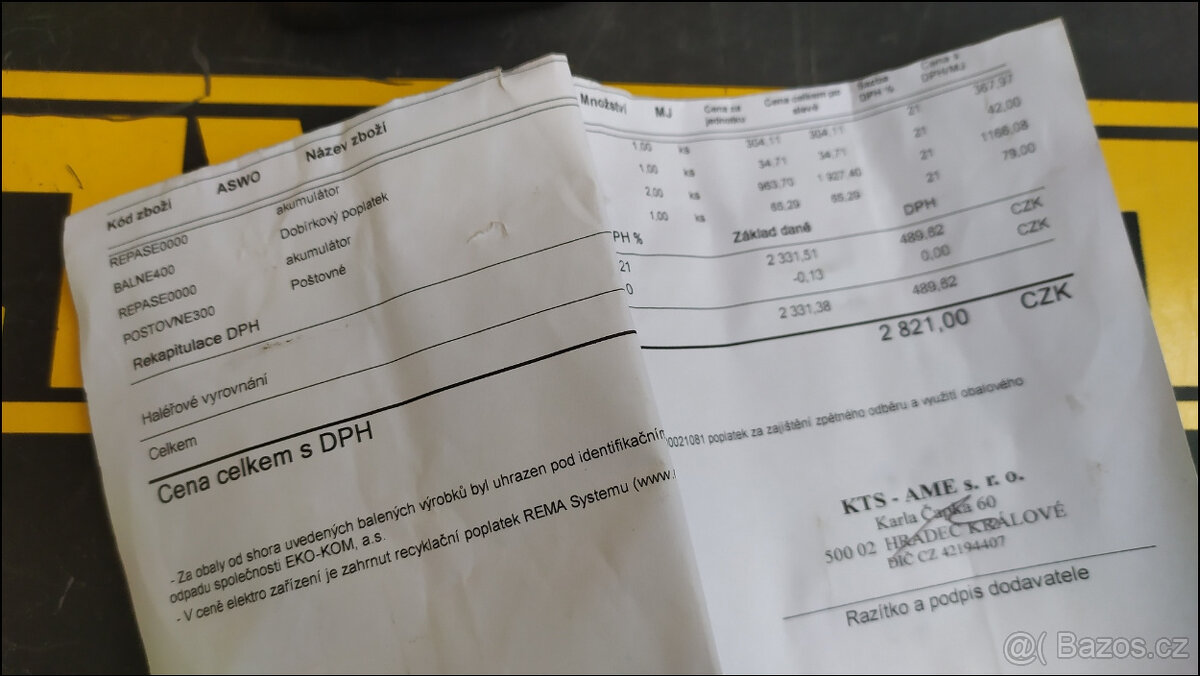 Kód zboží ASWO Název zboží
REPASE0000 akumulátor
BALNE400 Dobírkový poplatek
REPASE0000 akumulátor
POSTOVNE300 Poštovné
Rekapitulace DPH
Haléřové vyrovnání
Celkem
Cena celkem s DPH
- Za obaly od shora uvedených balených výrobků byl uhrazen pod identifikačním
odpadu společnosti EKO-KOM, a.s.
- V ceně elektro zařízení je zahrnut recyklační poplatek REMA Systemu (www.
Množství MJ Cena za jednotku Cena celkem po slevě Sazba DPH % Cena s DPH/MJ
1,00 ks 304,11 304,11 21 367,97
1,00 ks 34,71 34,71 21 42,00
2,00 ks 963,70 1 927,40 21 1166,08
1,00 ks 65,29 65,29 21 79,00
PH % Základ daně DPH
21 2 331,51 489,62 CZK
0 -0,13 0,00 CZK
2 331,38 489,62
2 821,00 CZK
0021081 poplatek za zajištění zpětného odběru a využití obalového
KTS - AME s. r. o.
Karla Čapka 60
500 02 HRADEC KRÁLOVÉ
DIČ CZ 42194407
Razítko a podpis dodavatele
@( Bazos.cz